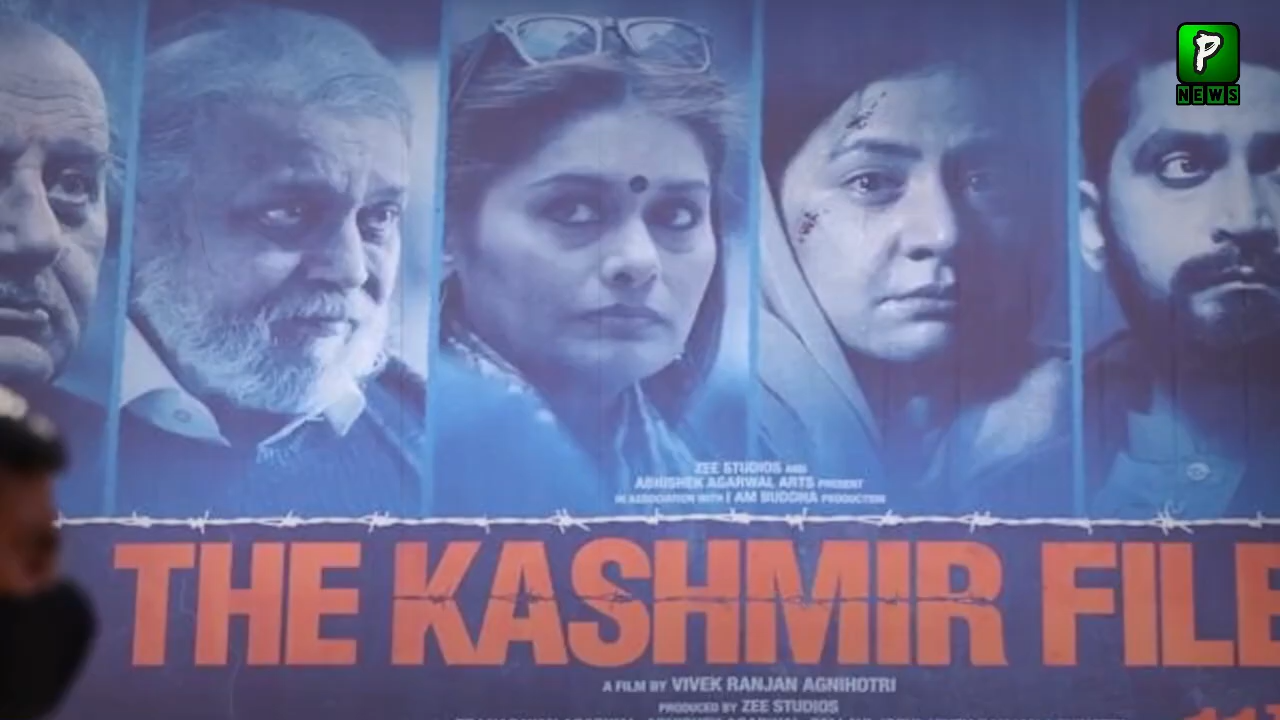 P
NEWS
ZEE STUDIOS AND
ABHISHEK AGARWAL ARTS PRESENT
IN ASSOCIATION WITH I AM BUDDHA PRODUCTION
THE KASHMIR FILE
A FILM BY VIVEK RANJAN AGNIHOTRI
PRODUCED BY ZEE STUDIOS